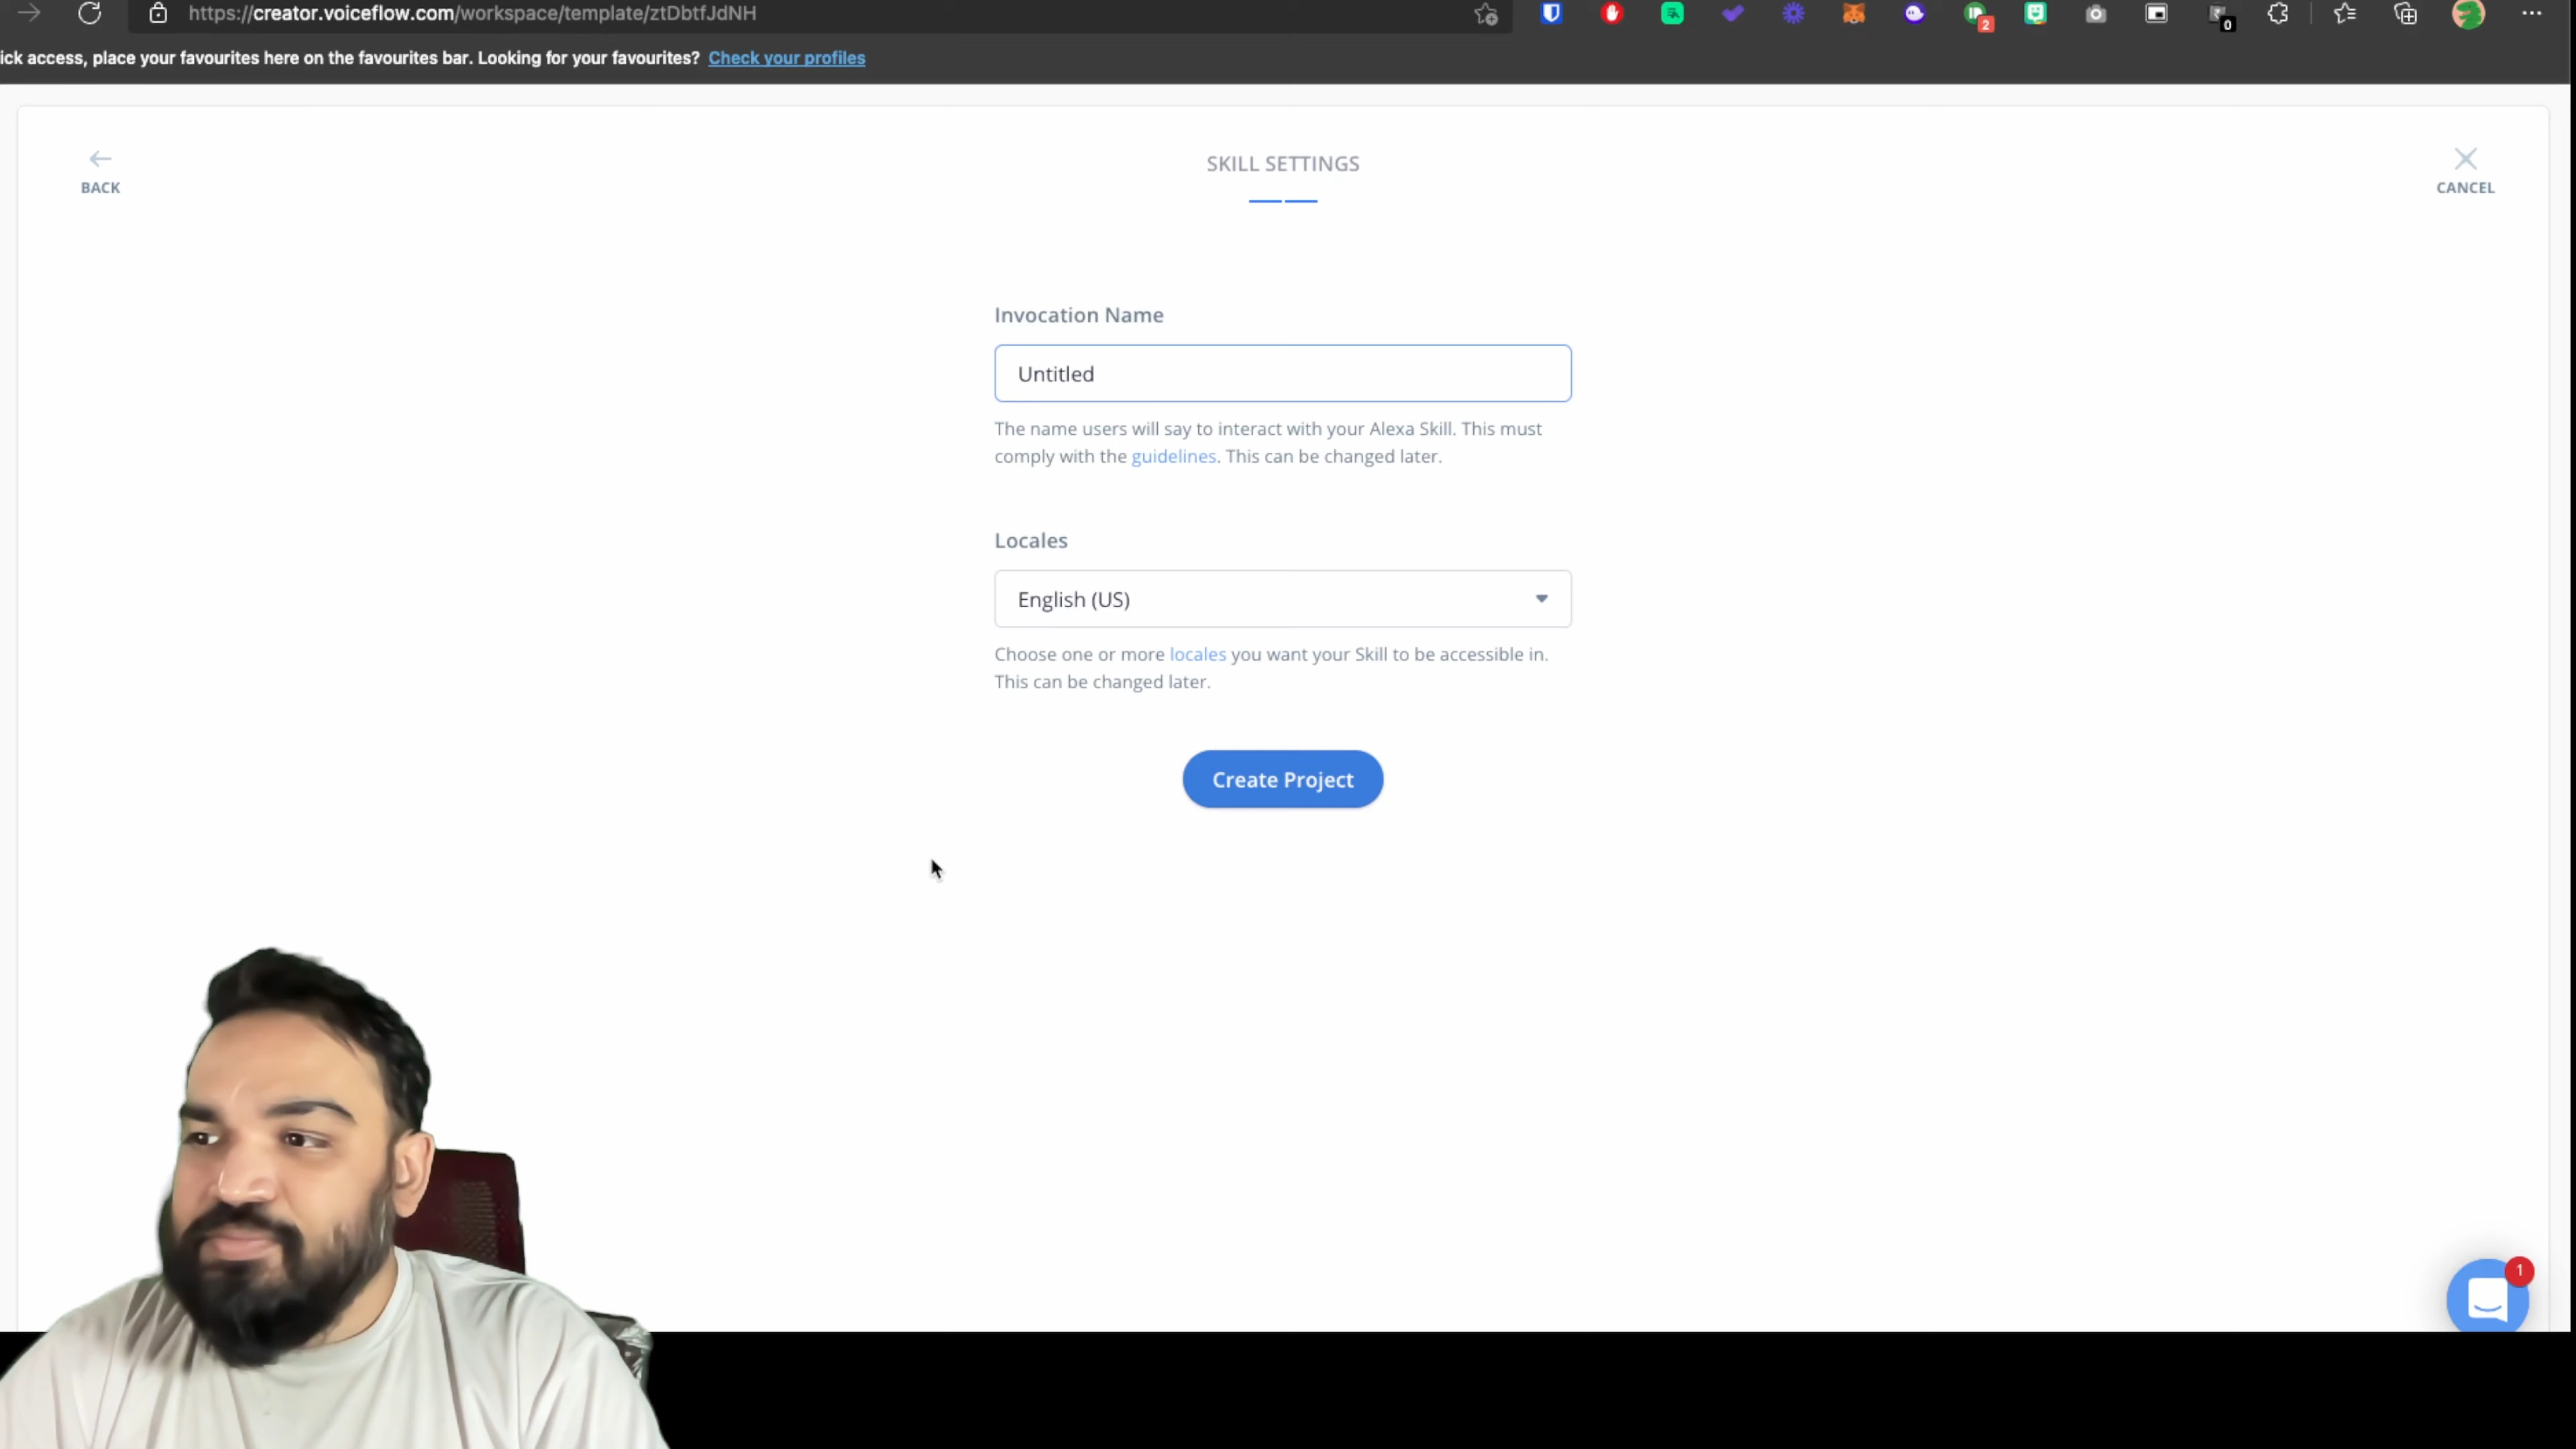 https://creator.voiceflow.com/workspace/template/ztDbtfJdNH
2
0
ick access, place your favourites here on the favourites bar. Looking for your favourites? Check your profiles
BACK
SKILL SETTINGS
CANCEL
Invocation Name
Untitled
The name users will say to interact with your Alexa Skill. This must
comply with the guidelines. This can be changed later.
Locales
English (US)
Choose one or more locales you want your Skill to be accessible in.
This can be changed later.
Create Project
1